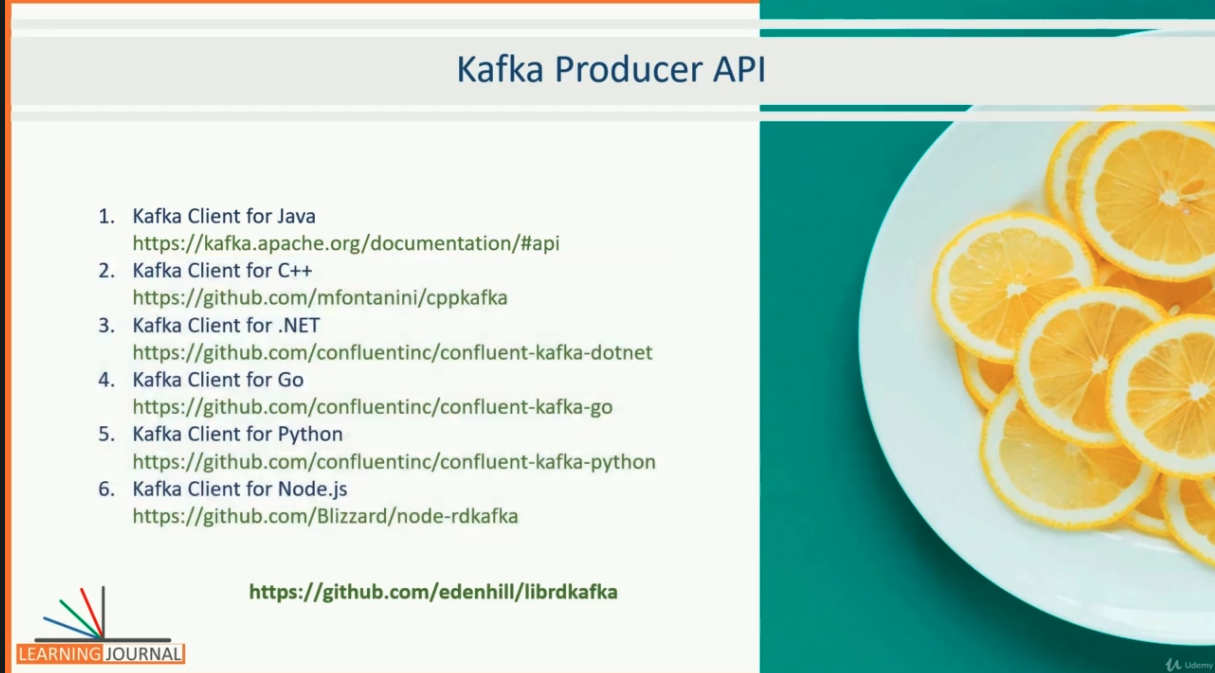 Kafka Producer API
1. Kafka Client for Java
https://kafka.apache.org/documentation/#api
2. Kafka Client for C++
https://github.com/mfontanini/cppkafka
3. Kafka Client for .NET
https://github.com/confluentinc/confluent-kafka-dotnet
4. Kafka Client for Go
https://github.com/confluentinc/confluent-kafka-go
5. Kafka Client for Python
https://github.com/confluentinc/confluent-kafka-python
6. Kafka Client for Node.js
https://github.com/Blizzard/node-rdkafka
https://github.com/edenhill/librdkafka
LEARNING JOURNAL
Udemy